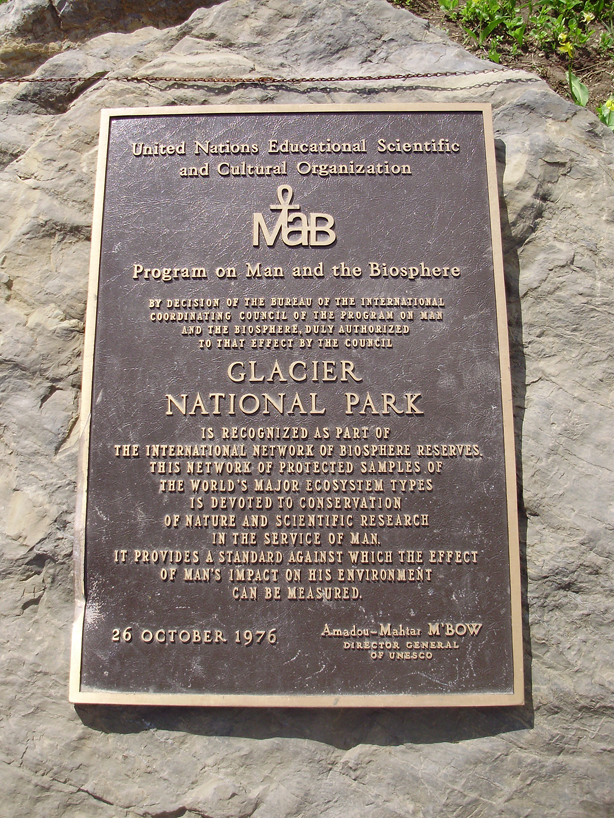 United Nations Educational Scientific
and Cultural Organization
MaB
Program on Man and the Biosphere
BY DECISION OF THE BUREAU OF THE INTERNATIONAL
COORDINATING COUNCIL OF THE PROGRAM ON MAN
AND THE BIOSPHERE, DULY AUTHORIZED
TO THAT EFFECT BY THE COUNCIL
GLACIER
NATIONAL PARK
IS RECOGNIZED AS PART OF
THE INTERNATIONAL NETWORK OF BIOSPHERE RESERVES.
THIS NETWORK OF PROTECTED SAMPLES OF
THE WORLD'S MAJOR ECOSYSTEM TYPES
IS DEVOTED TO CONSERVATION
OF NATURE AND SCIENTIFIC RESEARCH
IN THE SERVICE OF MAN.
IT PROVIDES A STANDARD AGAINST WHICH THE EFFECT
OF MAN'S IMPACT ON HIS ENVIRONMENT
CAN BE MEASURED.
26 OCTOBER 1976
Amadou-Mahtar M'BOW
DIRECTOR GENERAL
OF UNESCO